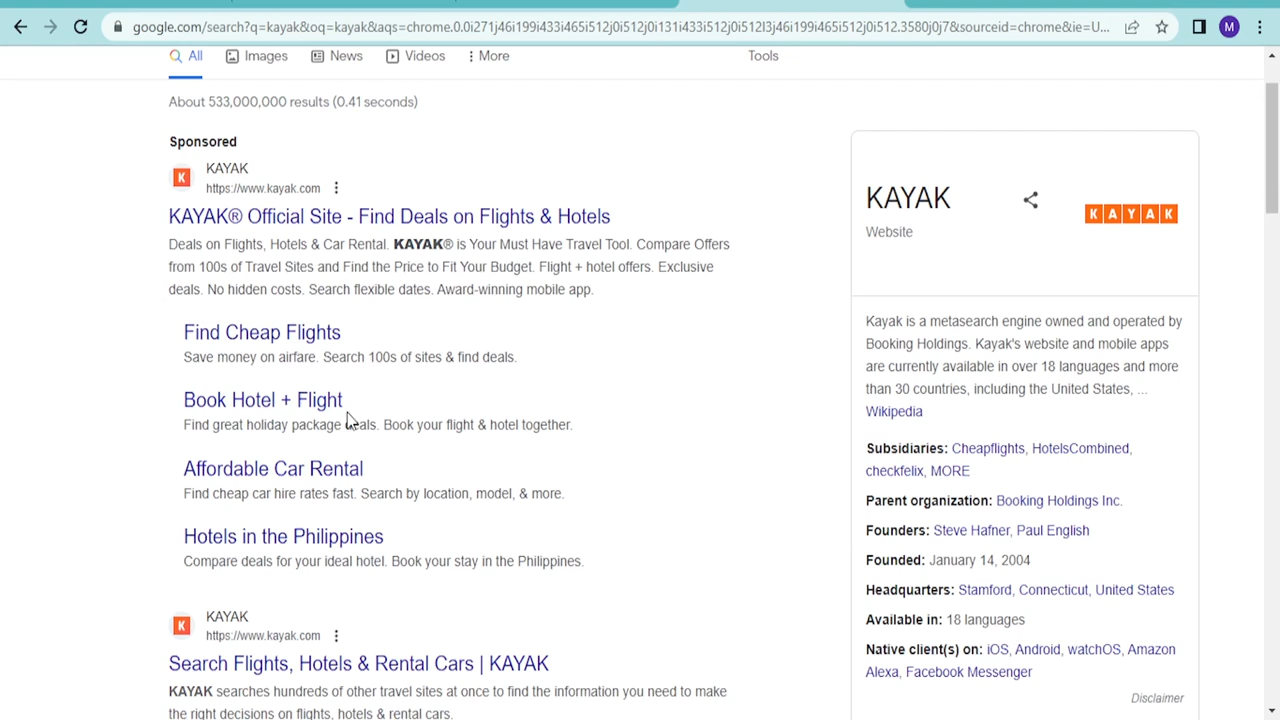 google.com/search?q=kayak&oq=kayak&aqs=chrome.0.0i271j46i199i433i465i512j0i512j0i131i433i512j0i512l3j46i199i465i512j0i512.3580j0j7&sourceid=chrome&ie=U...
M
All
Images
News
Videos
More
Tools
About 533,000,000 results (0.41 seconds)
Sponsored
K
KAYAK
https://www.kayak.com
KAYAK® Official Site - Find Deals on Flights & Hotels
Deals on Flights, Hotels & Car Rental. KAYAK® is Your Must Have Travel Tool. Compare Offers
from 100s of Travel Sites and Find the Price to Fit Your Budget. Flight + hotel offers. Exclusive
deals. No hidden costs. Search flexible dates. Award-winning mobile app.
Find Cheap Flights
Save money on airfare. Search 100s of sites & find deals.
Book Hotel + Flight
Find great holiday package deals. Book your flight & hotel together.
Affordable Car Rental
Find cheap car hire rates fast. Search by location, model, & more.
Hotels in the Philippines
Compare deals for your ideal hotel. Book your stay in the Philippines.
K
KAYAK
https://www.kayak.com
Search Flights, Hotels & Rental Cars | KAYAK
KAYAK searches hundreds of other travel sites at once to find the information you need to make
the right decisions on flights, hotels & rental cars.
KAYAK
Website
KAYAK
Kayak is a metasearch engine owned and operated by
Booking Holdings. Kayak's website and mobile apps
are currently available in over 18 languages and more
than 30 countries, including the United States, ...
Wikipedia
Subsidiaries: Cheapflights, HotelsCombined,
checkfelix, MORE
Parent organization: Booking Holdings Inc.
Founders: Steve Hafner, Paul English
Founded: January 14, 2004
Headquarters: Stamford, Connecticut, United States
Available in: 18 languages
Native client(s) on: iOS, Android, watchOS, Amazon
Alexa, Facebook Messenger
Disclaimer